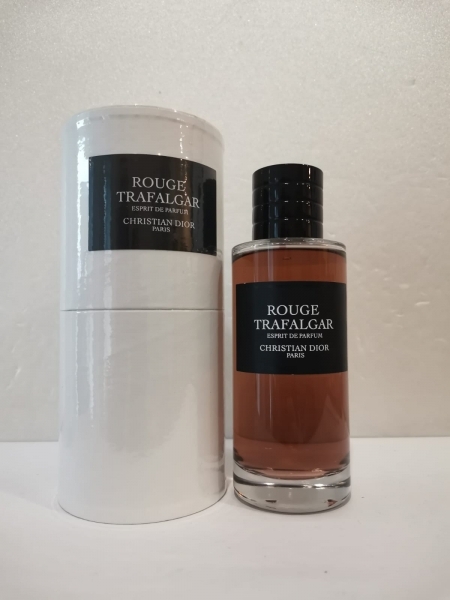 ROUGE
TRAFALGAR
ESPRIT DE PARFUM
CHRISTIAN DIOR
PARIS
ROUGE
TRAFALGAR
ESPRIT DE PARFUM
CHRISTIAN DIOR
PARIS